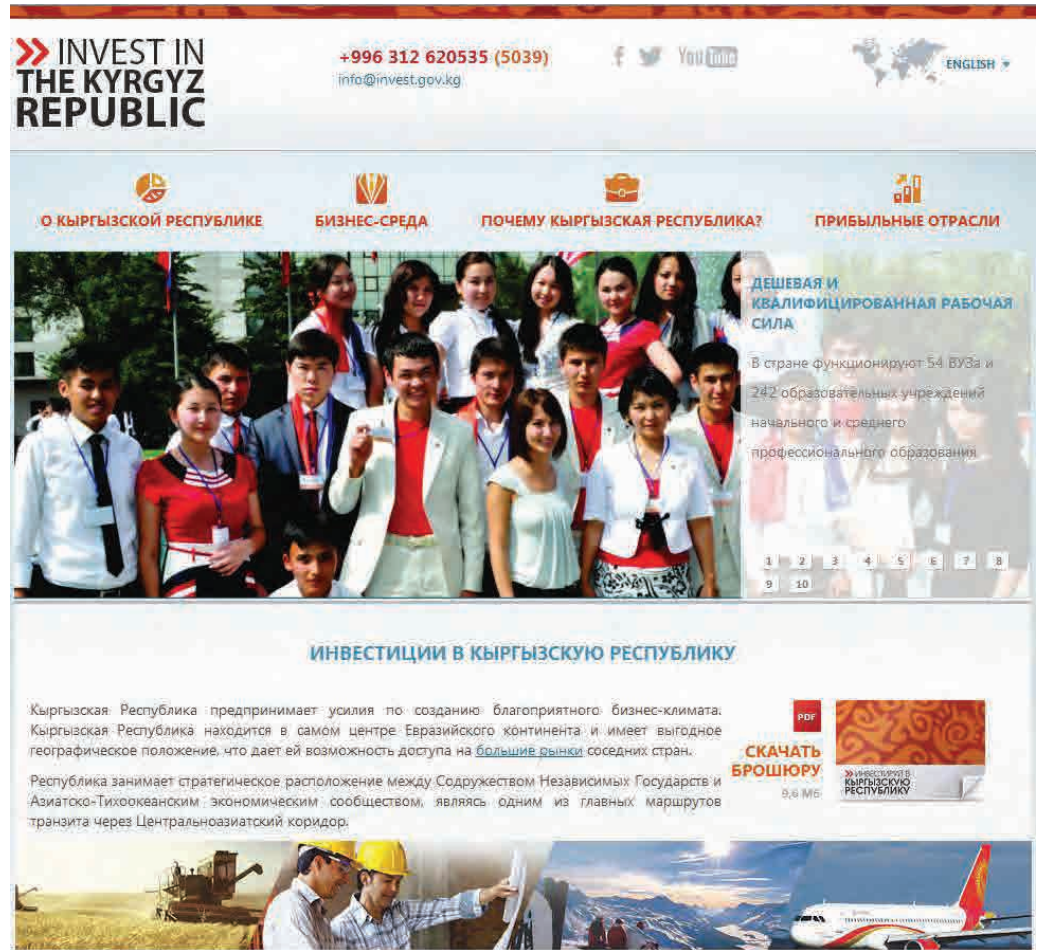 INVEST IN
THE KYRGYZ
REPUBLIC
+996 312 620535 (5039)
info@invest.gov.kg
You Tube
ENGLISH
О КЫРГЫЗСКОЙ РЕСПУБЛИКЕ
БИЗНЕС-СРЕДА
ПОЧЕМУ КЫРГЫЗСКАЯ РЕСПУБЛИКА?
ПРИБЫЛЬНЫЕ ОТРАСЛИ
ДЕШЕВАЯ И
КВАЛИФИЦИРОВАННАЯ РАБОЧАЯ
СИЛА
В стране функционируют 54 ВУЗа и
242 образовательных учреждений
начального и среднего
профессионального образования
1 2 3 4 5 6 7 8
9 10
ИНВЕСТИЦИИ В КЫРГЫЗСКУЮ РЕСПУБЛИКУ
Кыргызская Республика предпринимает усилия по созданию благоприятного бизнес-климата.
Кыргызская Республика находится в самом центре Евразийского континента и имеет выгодное
географическое положение, что дает ей возможность доступа на большие рынки соседних стран.
Республика занимает стратегическое расположение между Содружеством Независимых Государств и
Азиатско-Тихоокеанским экономическим сообществом, являясь одним из главных маршрутов
транзита через Центральноазиатский коридор.
PDF
СКАЧАТЬ
БРОШЮРУ
9,6 Мб
ИНВЕСТИРУЙ В
КЫРГЫЗСКУЮ
РЕСПУБЛИКУ